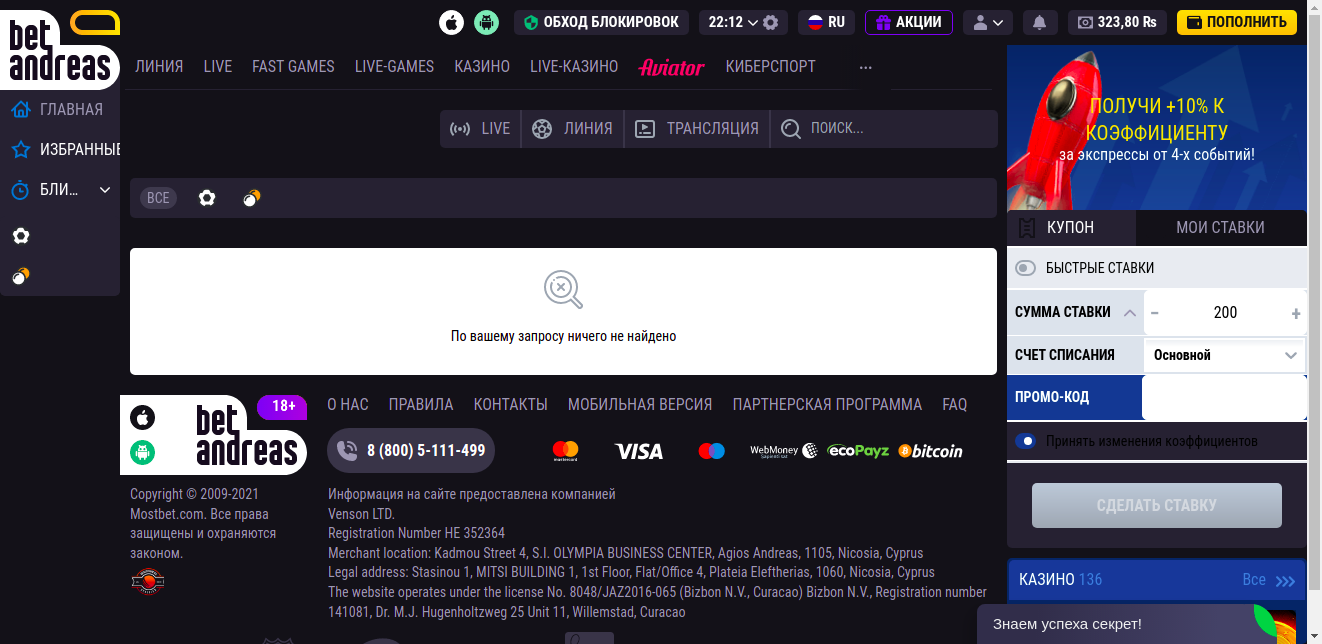 bet
andreas
ОБХОД БЛОКИРОВОК
22:12
RU
АКЦИИ
323,80 ₨
ПОПОЛНИТЬ
ЛИНИЯ
LIVE
FAST GAMES
LIVE-GAMES
КАЗИНО
LIVE-КАЗИНО
Aviator
КИБЕРСПОРТ
...
ГЛАВНАЯ
ИЗБРАННЫЕ
БЛИ...
LIVE
ЛИНИЯ
ТРАНСЛЯЦИЯ
ПОИСК...
ВСЕ
По вашему запросу ничего не найдено
ПОЛУЧИ +10% К
КОЭФФИЦИЕНТУ
за экспрессы от 4-х событий!
КУПОН
МОИ СТАВКИ
БЫСТРЫЕ СТАВКИ
СУММА СТАВКИ
−
200
+
СЧЕТ СПИСАНИЯ
Основной
ПРОМО-КОД
Принять изменения коэффициентов
СДЕЛАТЬ СТАВКУ
КАЗИНО 136
Все
Знаем успеха секрет!
18+
bet
andreas
О НАС
ПРАВИЛА
КОНТАКТЫ
МОБИЛЬНАЯ ВЕРСИЯ
ПАРТНЕРСКАЯ ПРОГРАММА
FAQ
8 (800) 5-111-499
mastercard
VISA
WebMoney
ecoPayz
bitcoin
Copyright © 2009-2021
Mostbet.com. Все права
защищены и охраняются
законом.
Информация на сайте предоставлена компанией
Venson LTD.
Registration Number HE 352364
Merchant location: Kadmou Street 4, S.I. OLYMPIA BUSINESS CENTER, Agios Andreas, 1105, Nicosia, Cyprus
Legal address: Stasinou 1, MITSI BUILDING 1, 1st Floor, Flat/Office 4, Plateia Eleftherias, 1060, Nicosia, Cyprus
The website operates under the license No. 8048/JAZ2016-065 (Bizbon N.V., Curacao) Bizbon N.V., Registration number
141081, Dr. M.J. Hugenholtzweg 25 Unit 11, Willemstad, Curacao